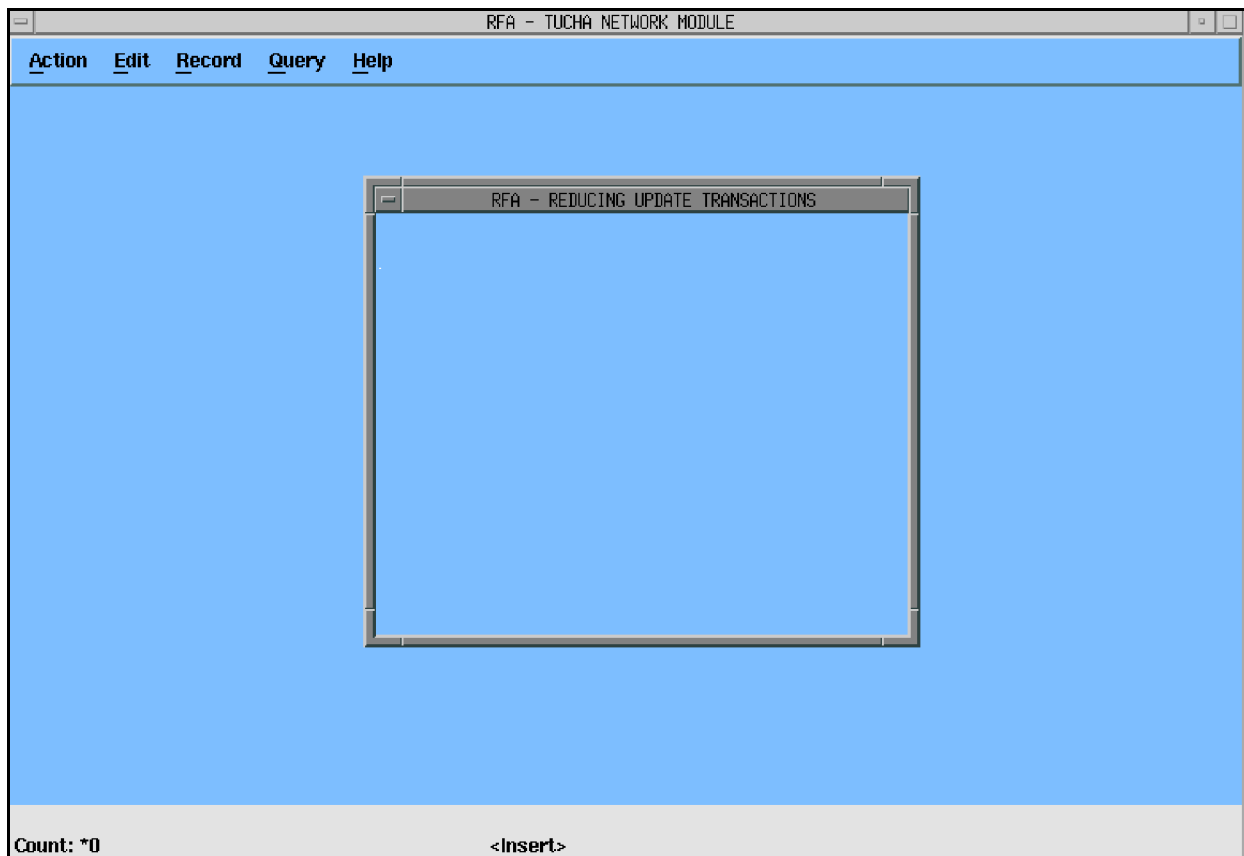 RFA - TUCHA NETWORK MODULE
Action Edit Record Query Help
RFA - REDUCING UPDATE TRANSACTIONS
Count: *0 <Insert>